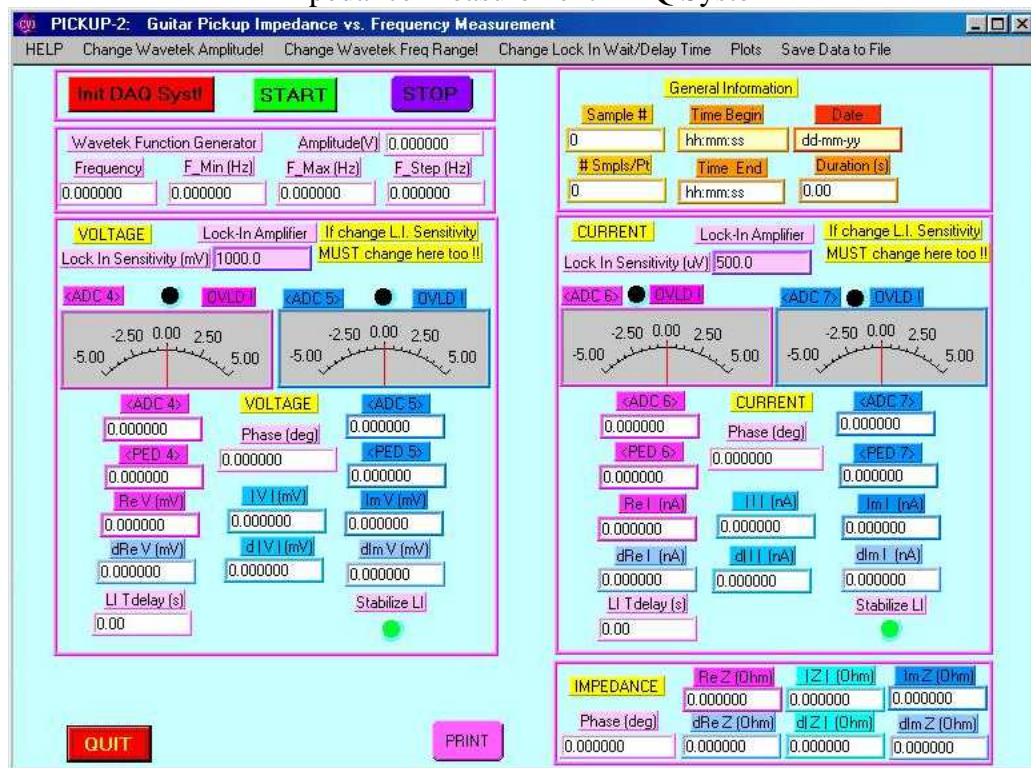 PICKUP-2: Guitar Pickup Impedance vs. Frequency Measurement
HELP Change Wavetek Amplitude! Change Wavetek Freq Range! Change Lock In Wait/Delay Time Plots Save Data to File
Init DAQ Syst! START STOP
Wavetek Function Generator Amplitude(V) 0.000000
Frequency F_Min (Hz) F_Max (Hz) F_Step (Hz)
0.000000 0.000000 0.000000 0.000000
General Information
Sample # Time Begin Date
0 hh:mm:ss dd-mm-yy
# Smpls/Pt Time End Duration (s)
0 hh:mm:ss 0.00
VOLTAGE Lock-In Amplifier If change L.I. Sensitivity
Lock In Sensitivity (mV) 1000.0 MUST change here too !!
<ADC 4> OVLD ! <ADC 5> OVLD !
-5.00 -2.50 0.00 2.50 5.00
-5.00 -2.50 0.00 2.50 5.00
<ADC 4> VOLTAGE <ADC 5>
0.000000 Phase (deg) 0.000000
<PED 4> 0.000000 <PED 5>
0.000000 0.000000
Re V (mV) | V | (mV) Im V (mV)
0.000000 0.000000 0.000000
dRe V (mV) d | V | (mV) dIm V (mV)
0.000000 0.000000 0.000000
LI Tdelay (s) Stabilize LI
0.00
CURRENT Lock-In Amplifier If change L.I. Sensitivity
Lock In Sensitivity (uV) 500.0 MUST change here too !!
<ADC 6> OVLD ! <ADC 7> OVLD !
-5.00 -2.50 0.00 2.50 5.00
-5.00 -2.50 0.00 2.50 5.00
<ADC 6> CURRENT <ADC 7>
0.000000 Phase (deg) 0.000000
<PED 6> 0.000000 <PED 7>
0.000000 0.000000
Re I (nA) | I | (nA) Im I (nA)
0.000000 0.000000 0.000000
dRe I (nA) d| I | (nA) dIm I (nA)
0.000000 0.000000 0.000000
LI Tdelay (s) Stabilize LI
0.00
IMPEDANCE Re Z (Ohm) | Z | (Ohm) Im Z (Ohm)
0.000000 0.000000 0.000000
Phase (deg) dRe Z (Ohm) d| Z | (Ohm) dIm Z (Ohm)
0.000000 0.000000 0.000000 0.000000
QUIT PRINT